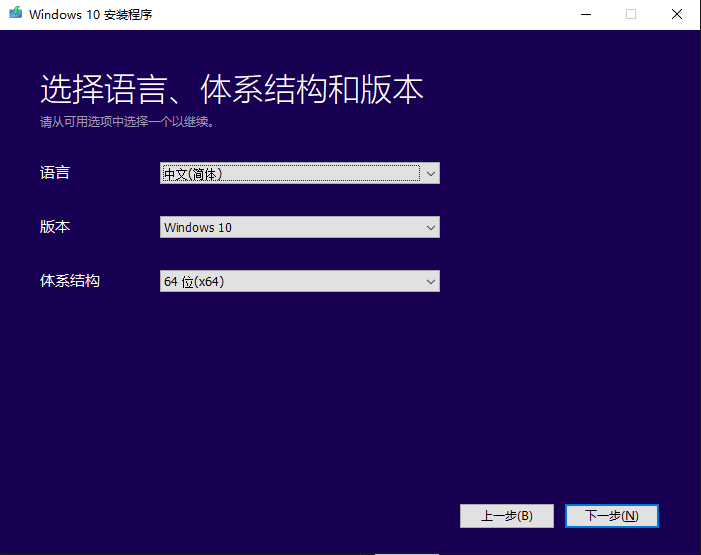 Windows 10 安装程序
选择语言、体系结构和版本
请从可用选项中选择一个以继续。
语言
中文(简体)
版本
Windows 10
体系结构
64 位(x64)
上一步(B)
下一步(N)